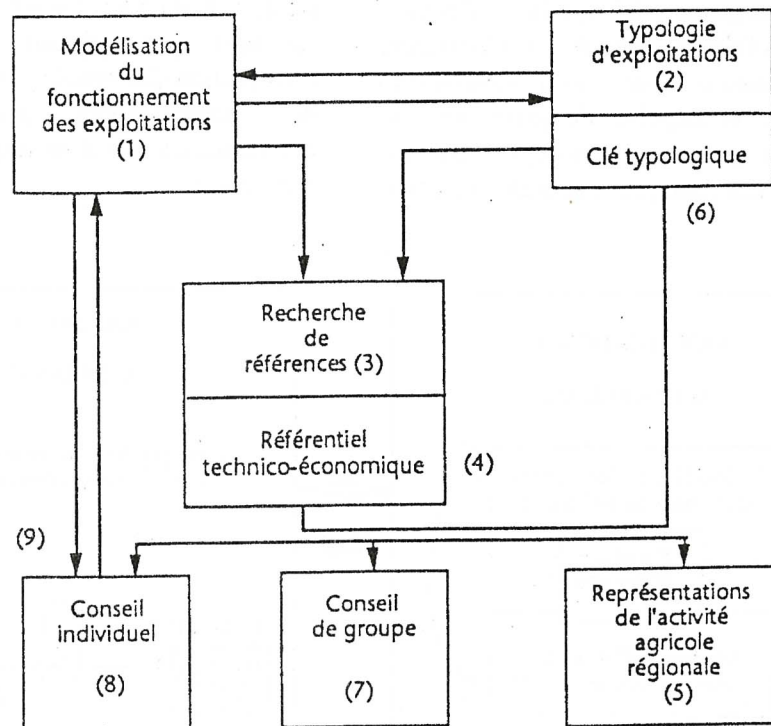 Modélisation
du
fonctionnement
des exploitations
(1)
Typologie
d'exploitations
(2)
Clé typologique
(6)
Recherche
de
références (3)
Référentiel
technico-économique
(4)
(9)
Conseil
individuel
(8)
Conseil
de groupe
(7)
Représentations
de l'activité
agricole
régionale
(5)